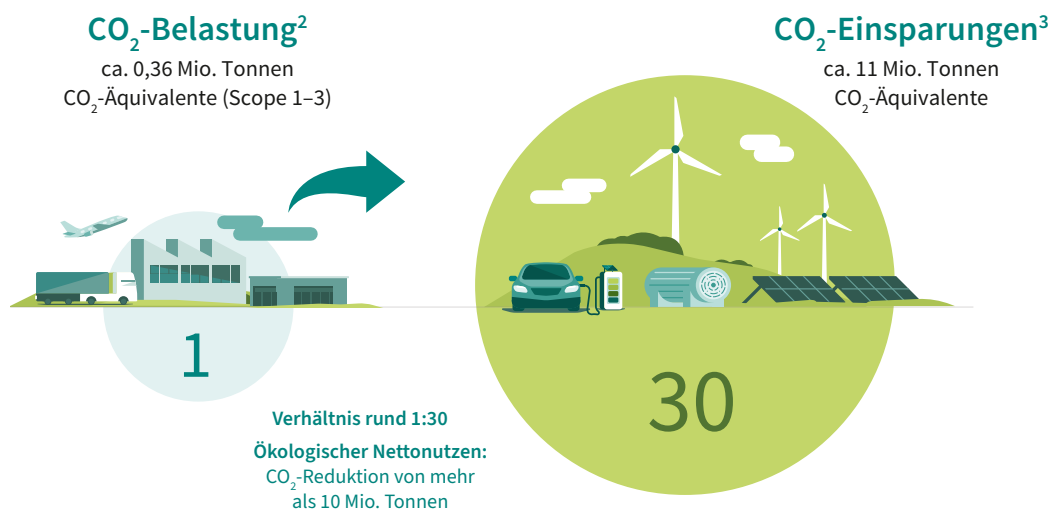 CO₂-Belastung²
ca. 0,36 Mio. Tonnen
CO₂-Äquivalente (Scope 1–3)
CO₂-Einsparungen³
ca. 11 Mio. Tonnen
CO₂-Äquivalente
1
30
Verhältnis rund 1:30
Ökologischer Nettonutzen:
CO₂-Reduktion von mehr
als 10 Mio. Tonnen